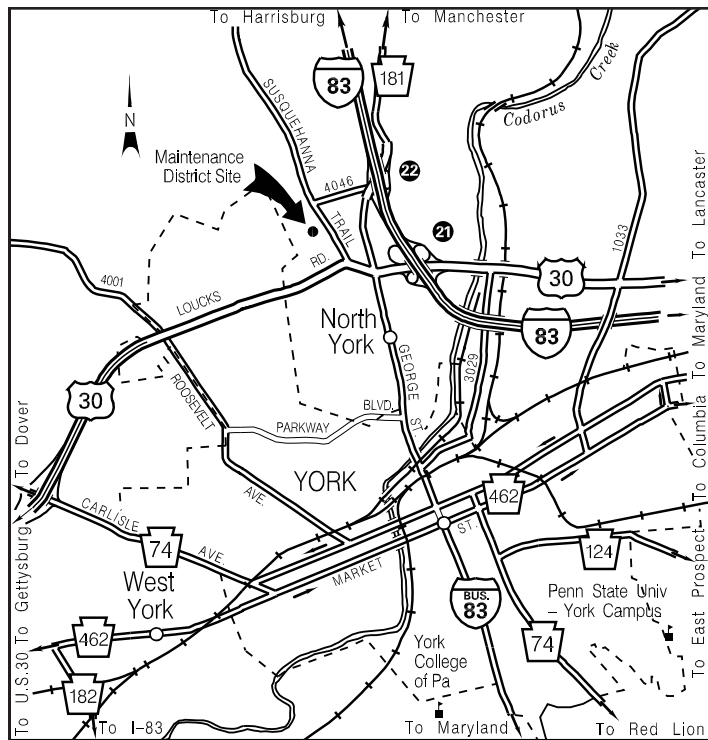 To Harrisburg
To Manchester
83
181
SUSQUEHANNA
TRAIL
Codorus Creek
N
Maintenance
District Site
4046
22
21
1033
To Lancaster
To Maryland
4001
LOUCKS RD.
30
83
North
York
GEORGE ST.
3029
30
ROOSEVELT AVE.
PARKWAY BLVD.
YORK
To Dover
To Columbia
462
CARLISLE AVE.
74
MARKET ST.
124
West
York
BUS.
83
Penn State Univ
– York Campus
To Gettysburg
462
York
College
of Pa
74
To East Prospect
182
To U.S.30
To I-83
To Maryland
To Red Lion